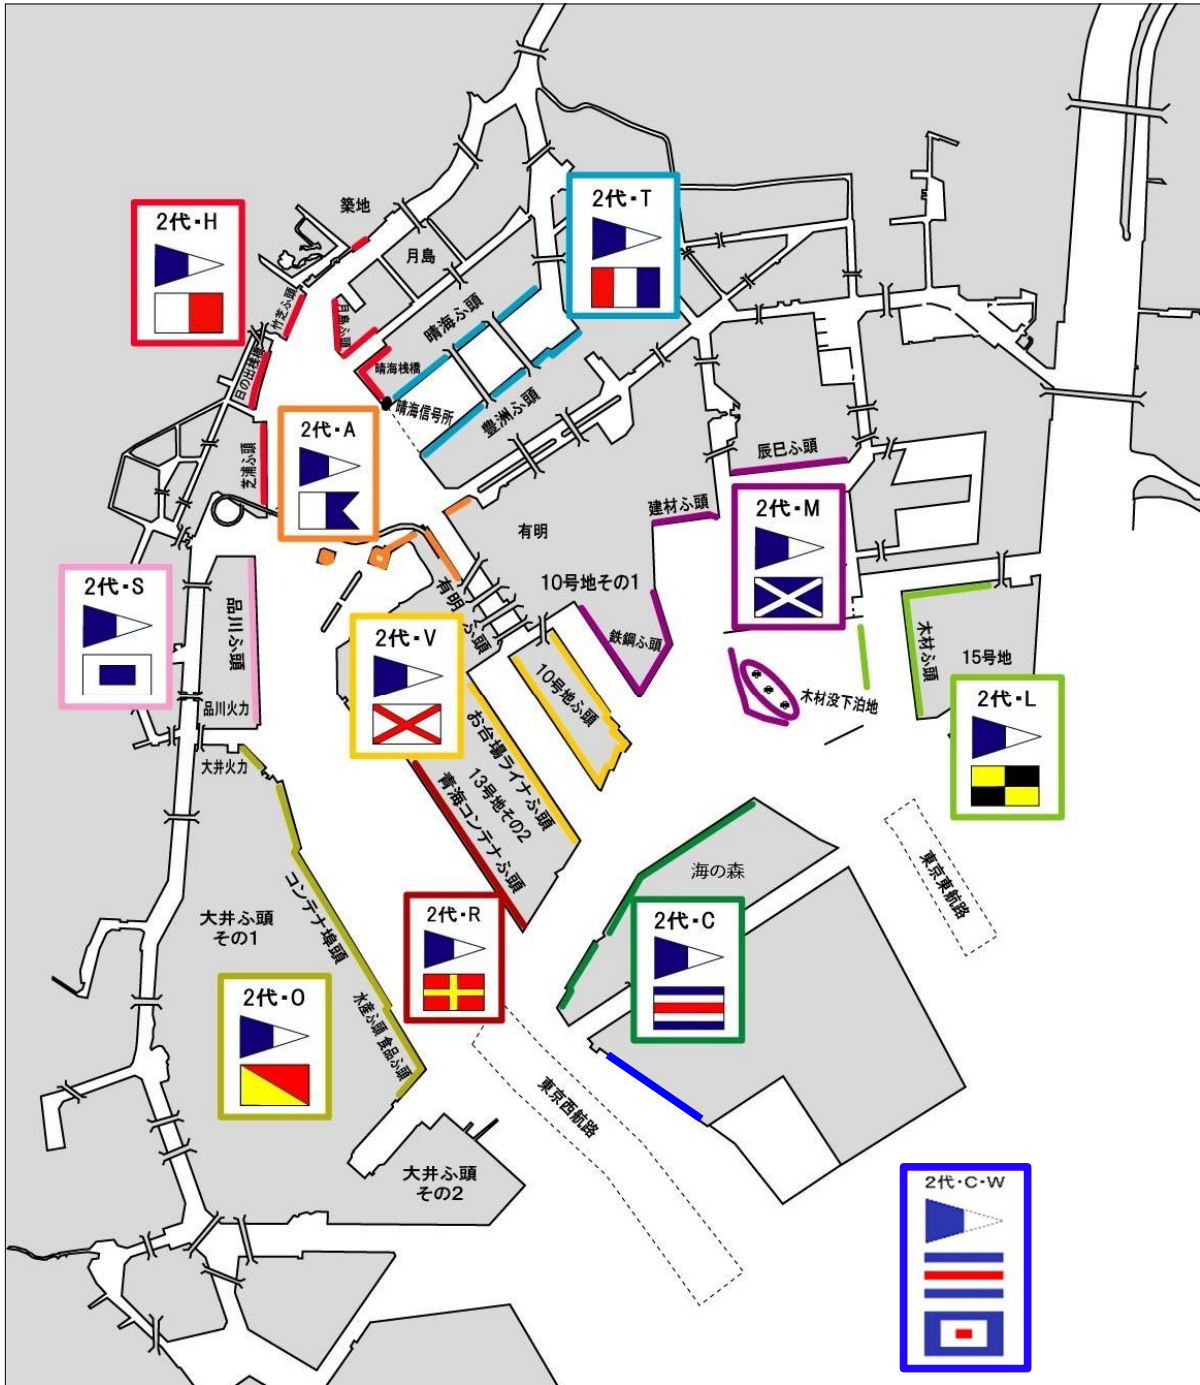 築地
2代・H
2代・T
月島
竹芝ふ頭
月島ふ頭
晴海ふ頭
日の出桟橋
晴海桟橋
晴海信号所
豊洲ふ頭
2代・A
芝浦ふ頭
辰巳ふ頭
建材ふ頭
2代・M
有明
2代・S
10号地その1
有明ふ頭
品川ふ頭
木材ふ頭
15号地
2代・V
鉄鋼ふ頭
10号地ふ頭
木材没下泊地
2代・L
品川火力
大井火力
お台場ライナふ頭
13号地その2
青海コンテナふ頭
海の森
東京東航路
大井ふ頭
その1
コンテナ埠頭
2代・R
2代・C
2代・O
水産ふ頭 食品ふ頭
東京西航路
大井ふ頭
その2
2代・C・W